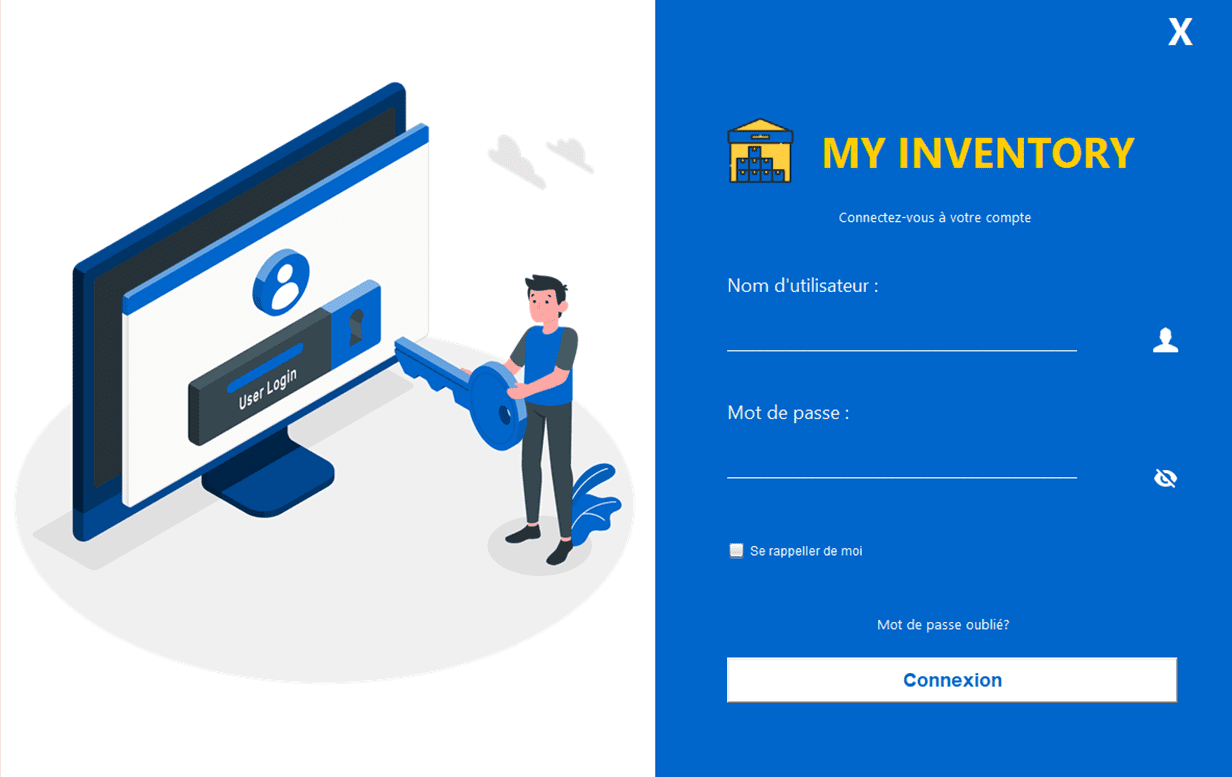 X
MY INVENTORY
Connectez-vous à votre compte
Nom d'utilisateur :
Mot de passe :
Se rappeller de moi
Mot de passe oublié?
Connexion
User Login